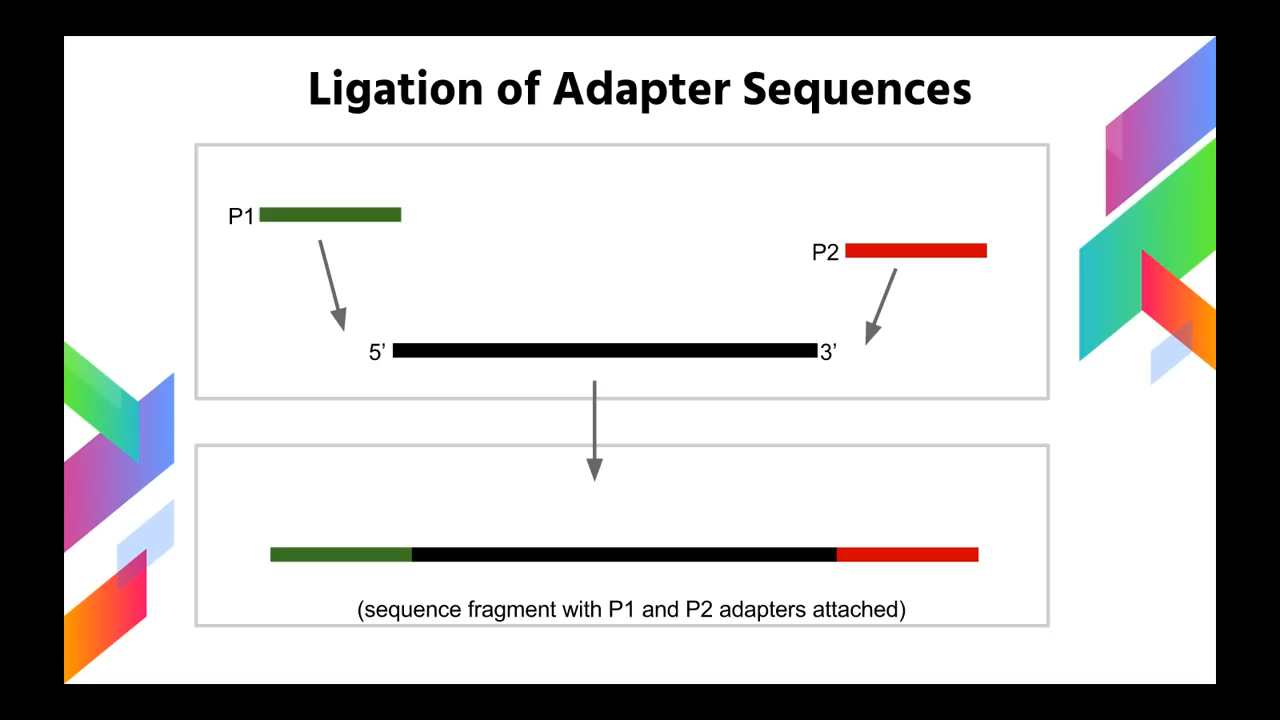 Ligation of Adapter Sequences
P1
P2
5’
3’
(sequence fragment with P1 and P2 adapters attached)